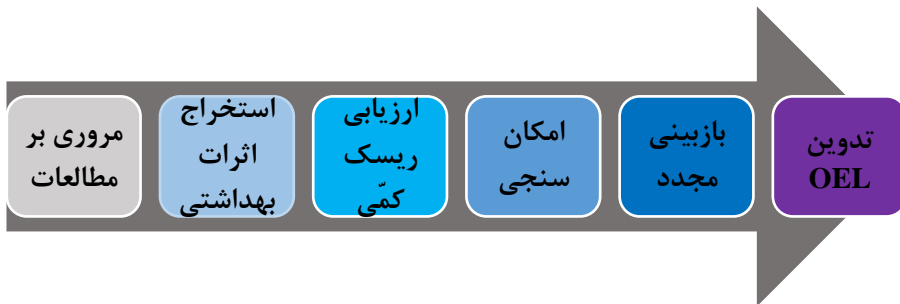 مروری بر
مطالعات
استخراج
اثرات
بهداشتی
ارزیابی
ریسک
کمّی
امکان
سنجی
بازبینی
مجدد
تدوین
OEL